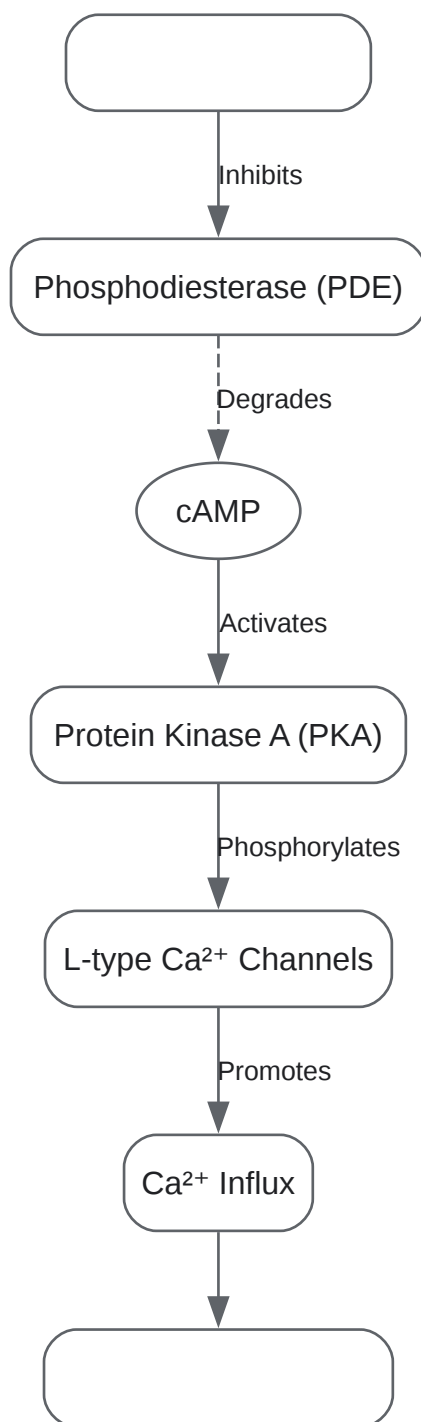 Inhibits
Phosphodiesterase (PDE)
Degrades
cAMP
Activates
Protein Kinase A (PKA)
Phosphorylates
L-type Ca²⁺ Channels
Promotes
Ca²⁺ Influx